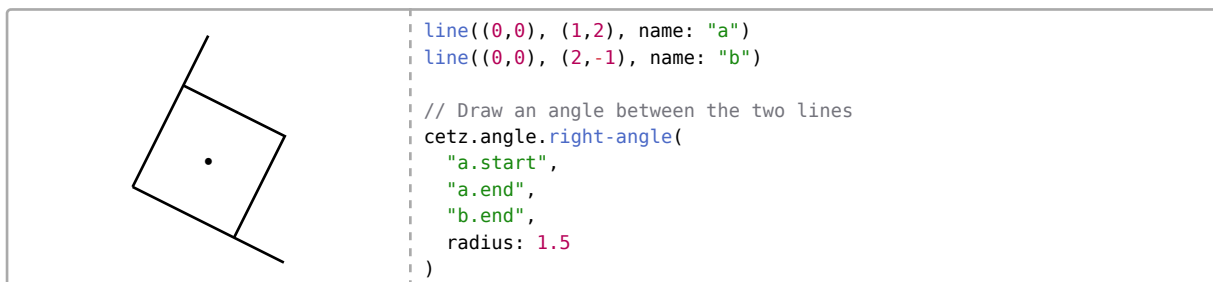 line((0,0), (1,2), name: "a")
line((0,0), (2,-1), name: "b")

// Draw an angle between the two lines
cetz.angle.right-angle(
  "a.start",
  "a.end",
  "b.end",
  radius: 1.5
)